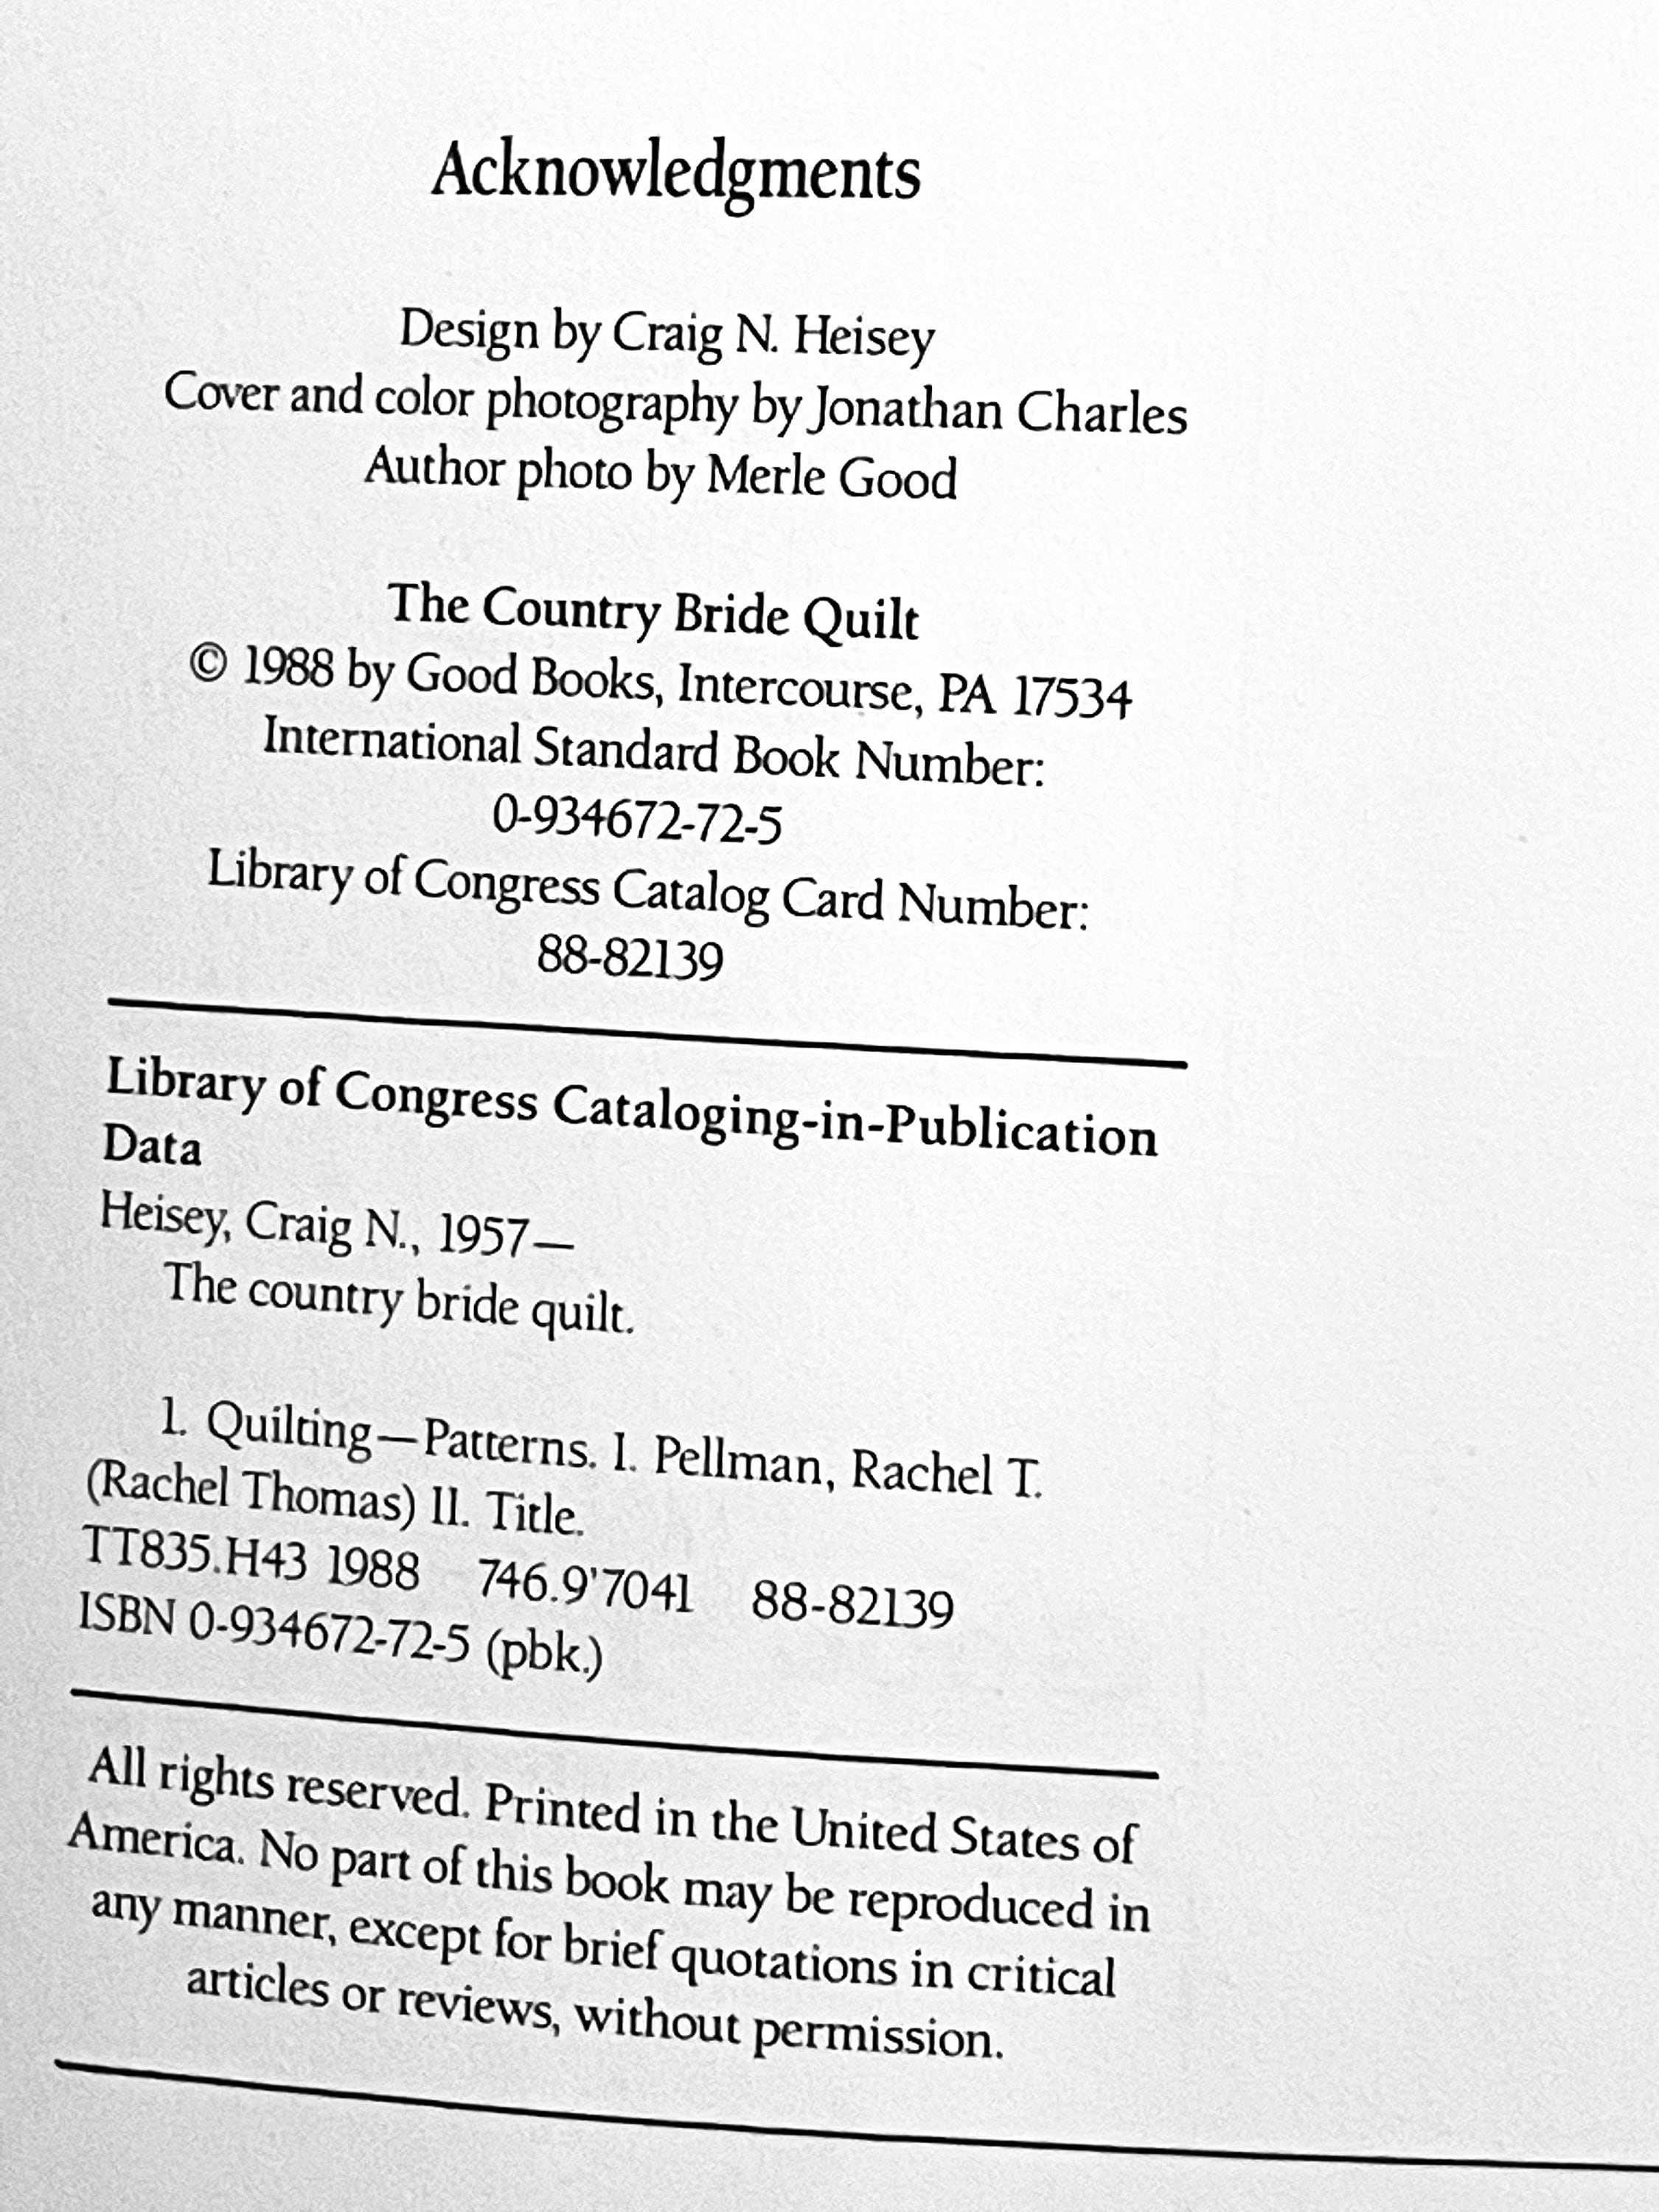 Acknowledgments
Design by Craig N. Heisey
Cover and color photography by Jonathan Charles
Author photo by Merle Good
The Country Bride Quilt
© 1988 by Good Books, Intercourse, PA 17534
International Standard Book Number:
0-934672-72-5
Library of Congress Catalog Card Number:
88-82139
Library of Congress Cataloging-in-Publication
Data
Heisey, Craig N., 1957—
The country bride quilt.
1. Quilting—Patterns. I. Pellman, Rachel T.
(Rachel Thomas) II. Title.
TT835.H43 1988 746.9'7041 88-82139
ISBN 0-934672-72-5 (pbk.)
All rights reserved. Printed in the United States of
America. No part of this book may be reproduced in
any manner, except for brief quotations in critical
articles or reviews, without permission.